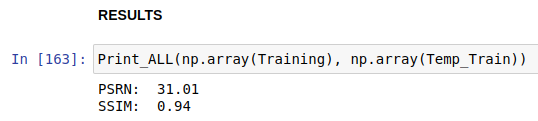 RESULTS
In [163]: Print_ALL(np.array(Training), np.array(Temp_Train))
PSRN:  31.01
SSIM:  0.94